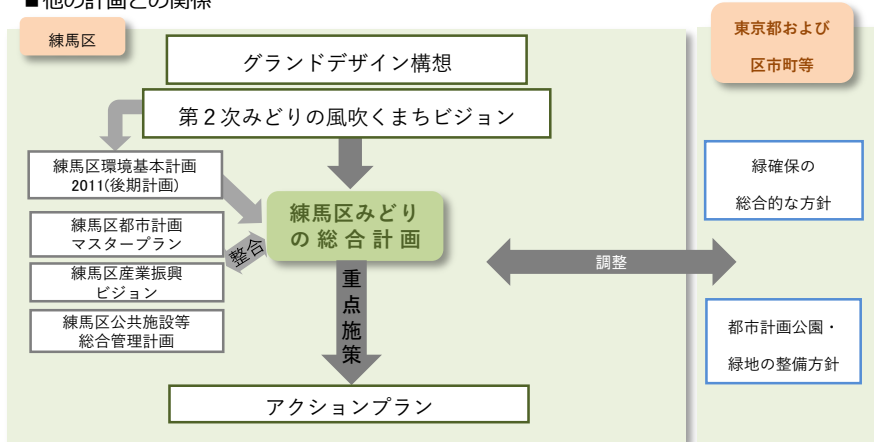 ■他の計画との関係
練馬区
グランドデザイン構想
第２次みどりの風吹くまちビジョン
練馬区環境基本計画
2011(後期計画)
練馬区都市計画
マスタープラン
練馬区産業振興
ビジョン
練馬区公共施設等
総合管理計画
整合
練馬区みどり
の総合計画
重点施策
アクションプラン
調整
東京都および
区市町等
緑確保の
総合的な方針
都市計画公園・
緑地の整備方針